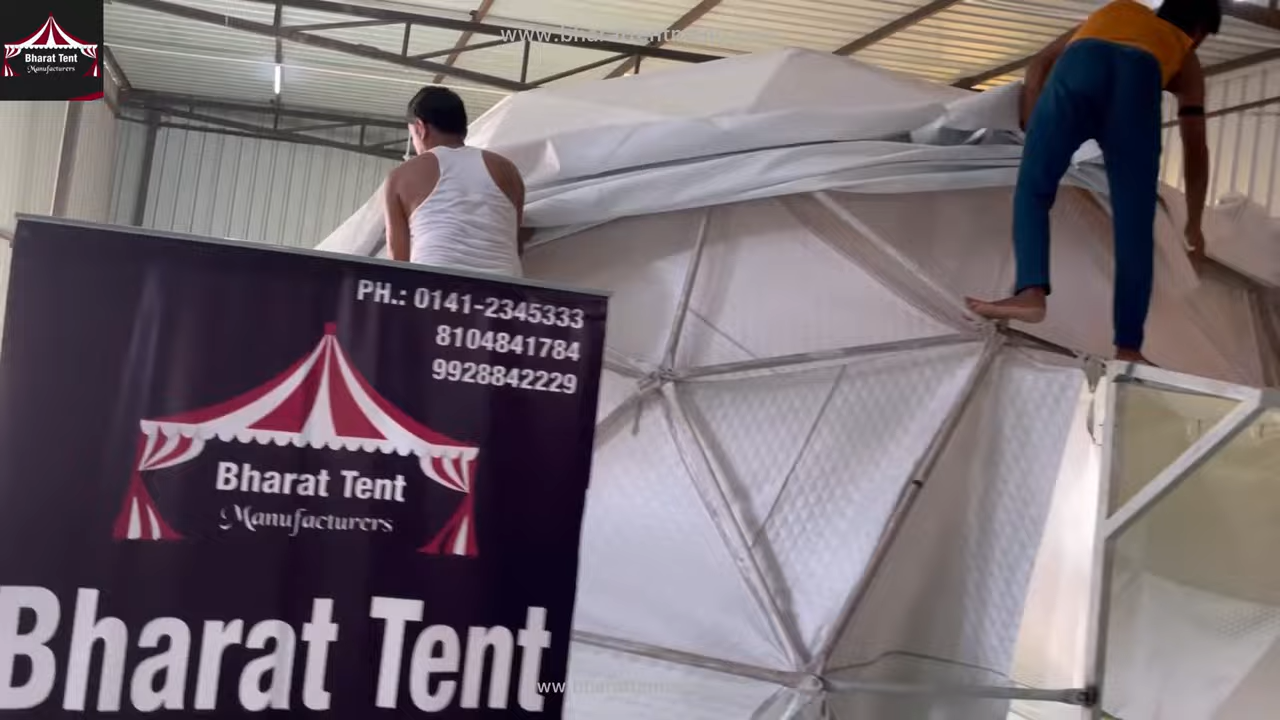 Bharat Tent
Manufacturers
PH.: 0141-2345333
8104841784
9928842229
Bharat Tent
Manufacturers
Bharat Tent